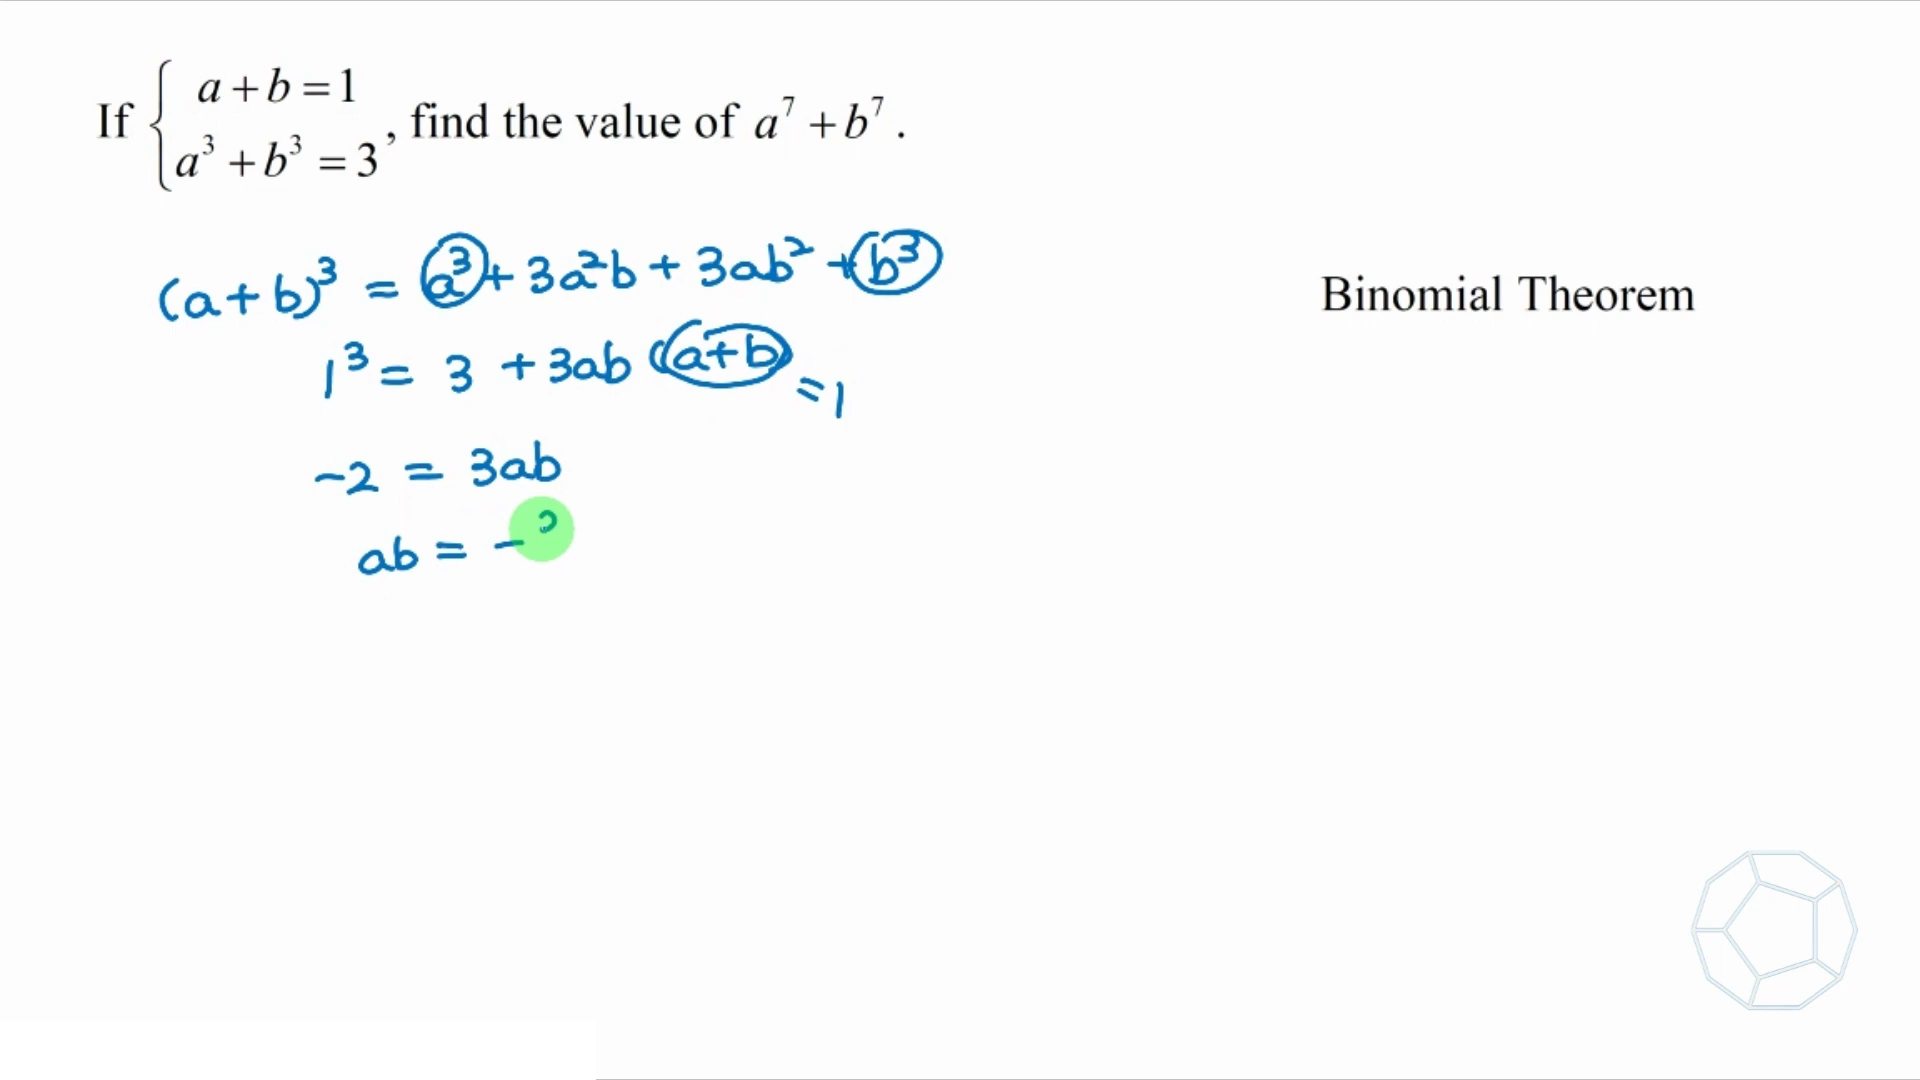 If { a + b = 1
a³ + b³ = 3 , find the value of a⁷ + b⁷ .
(a+b)³ = a³ + 3a²b + 3ab² + b³
Binomial Theorem
1³ = 3 + 3ab (a+b) = 1
-2 = 3ab
ab = -